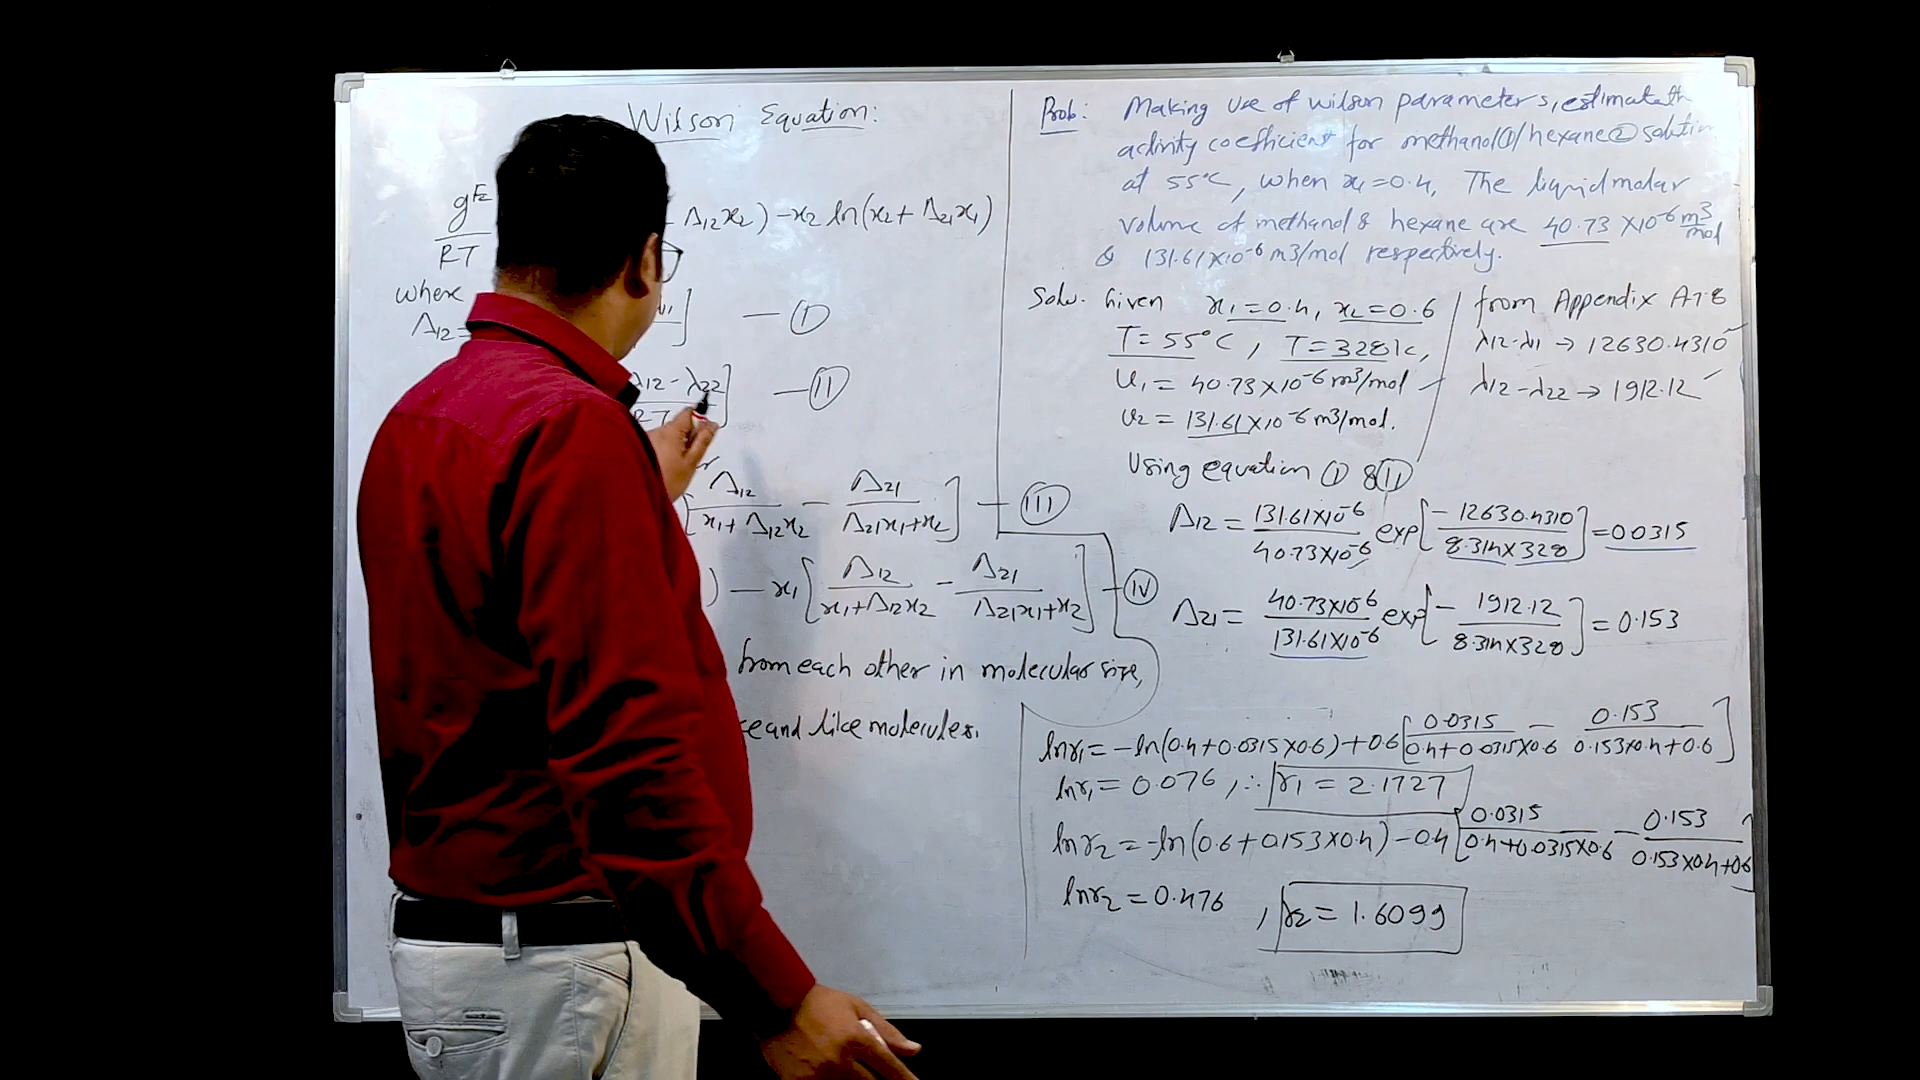 Wilson Equation:
g^E/RT Λ12x2) - x2 ln(x2 + Λ21x1)
where
Λ12 = ] — (I)
λ12 - λ22 / RT ] — (II)
[Λ12/(x1 + Λ12x2) - Λ21/(Λ21x1 + x2)] — (III)
) - x1 [Λ12/(x1 + Λ12x2) - Λ21/(Λ21x1 + x2)] — (IV)
from each other in molecular size,
and like molecules.
Prob: Making use of wilson parameters, estimate th
activity coefficient for methanol(1)/hexane(2) solution
at 55°C, when x1 = 0.4, The liquid molar
volume of methanol & hexane are 40.73 × 10^-6 m3/mol
& 131.61 × 10^-6 m3/mol respectively.
Soln. Given x1 = 0.4, x2 = 0.6 / from Appendix A7.8
T = 55°C, T = 328 K, λ12-λ11 → 12630.4310
υ1 = 40.73 × 10^-6 m3/mol λ12-λ22 → 1912.12
υ2 = 131.61 × 10^-6 m3/mol.
Using equation (I) & (II)
Λ12 = 131.61×10^-6/40.73×10^-6 exp[-12630.4310/8.314×328] = 0.0315
Λ21 = 40.73×10^-6/131.61×10^-6 exp[- 1912.12/8.314×328] = 0.153
lnγ1 = -ln(0.4 + 0.0315×0.6) + 0.6[0.0315/0.4 + 0.0315×0.6 - 0.153/0.153×0.4 + 0.6]
lnγ1 = 0.076, ∴ γ1 = 2.1727
lnγ2 = -ln(0.6 + 0.153×0.4) - 0.4[0.0315/0.4+0.0315×0.6 - 0.153/0.153×0.4+0.6]
lnγ2 = 0.476, γ2 = 1.6099